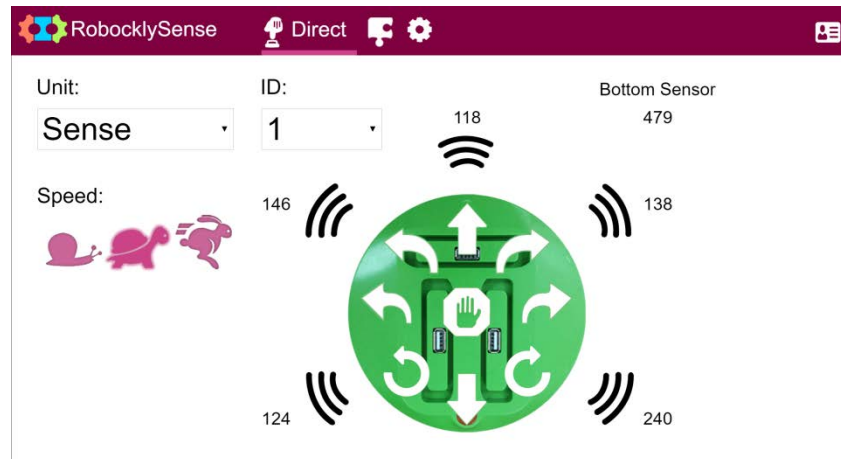 RobocklySense
Direct
Unit:
ID:
Bottom Sensor
Sense
1
118
479
Speed:
146
138
124
240